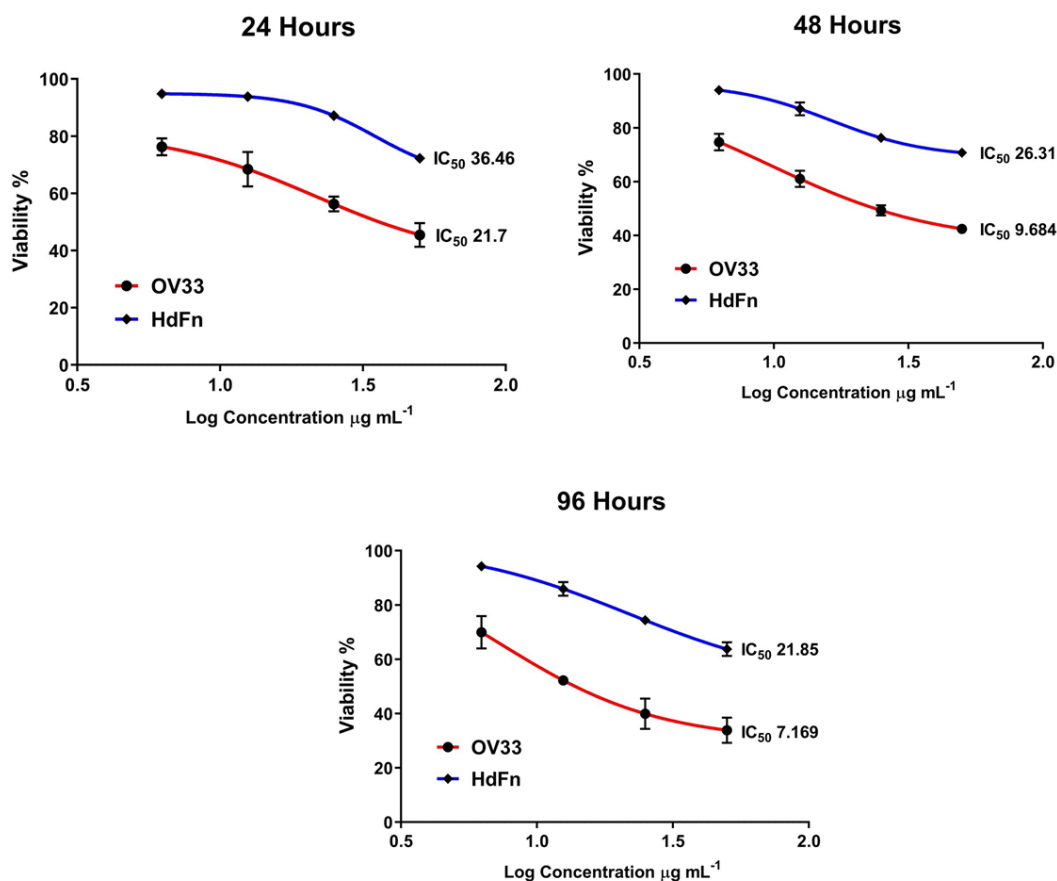 24 Hours
100
80
60
40
20
0
Viability %
IC50 36.46
IC50 21.7
OV33
HdFn
0.5 1.0 1.5 2.0
Log Concentration μg mL-1
48 Hours
100
80
60
40
20
0
Viability %
IC50 26.31
IC50 9.684
OV33
HdFn
0.5 1.0 1.5 2.0
Log Concentration μg mL-1
96 Hours
100
80
60
40
20
0
Viability %
IC50 21.85
IC50 7.169
OV33
HdFn
0.5 1.0 1.5 2.0
Log Concentration μg mL-1